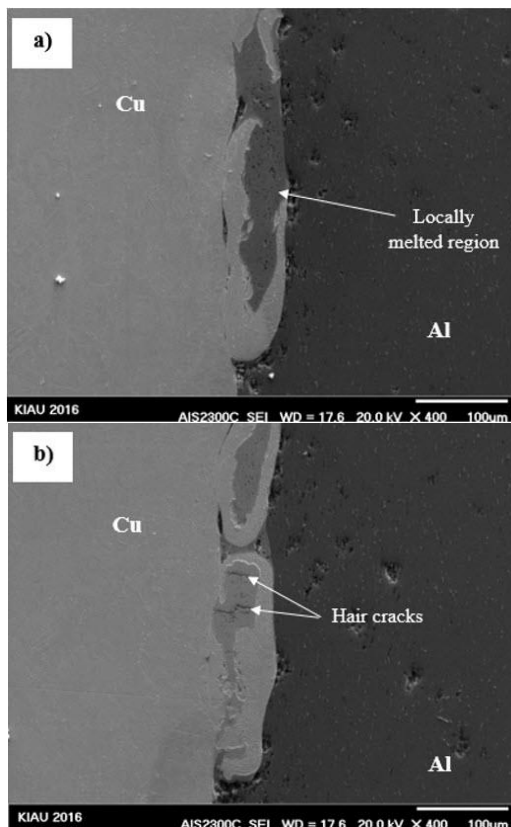 a)
Cu
Locally
melted region
Al
KIAU 2016
AIS2300C SEI WD = 17.6 20.0 kV X 400 100um
b)
Cu
Hair cracks
Al
KIAU 2016
AIS2300C SEI WD = 17.6 20.0 kV X 400 100um